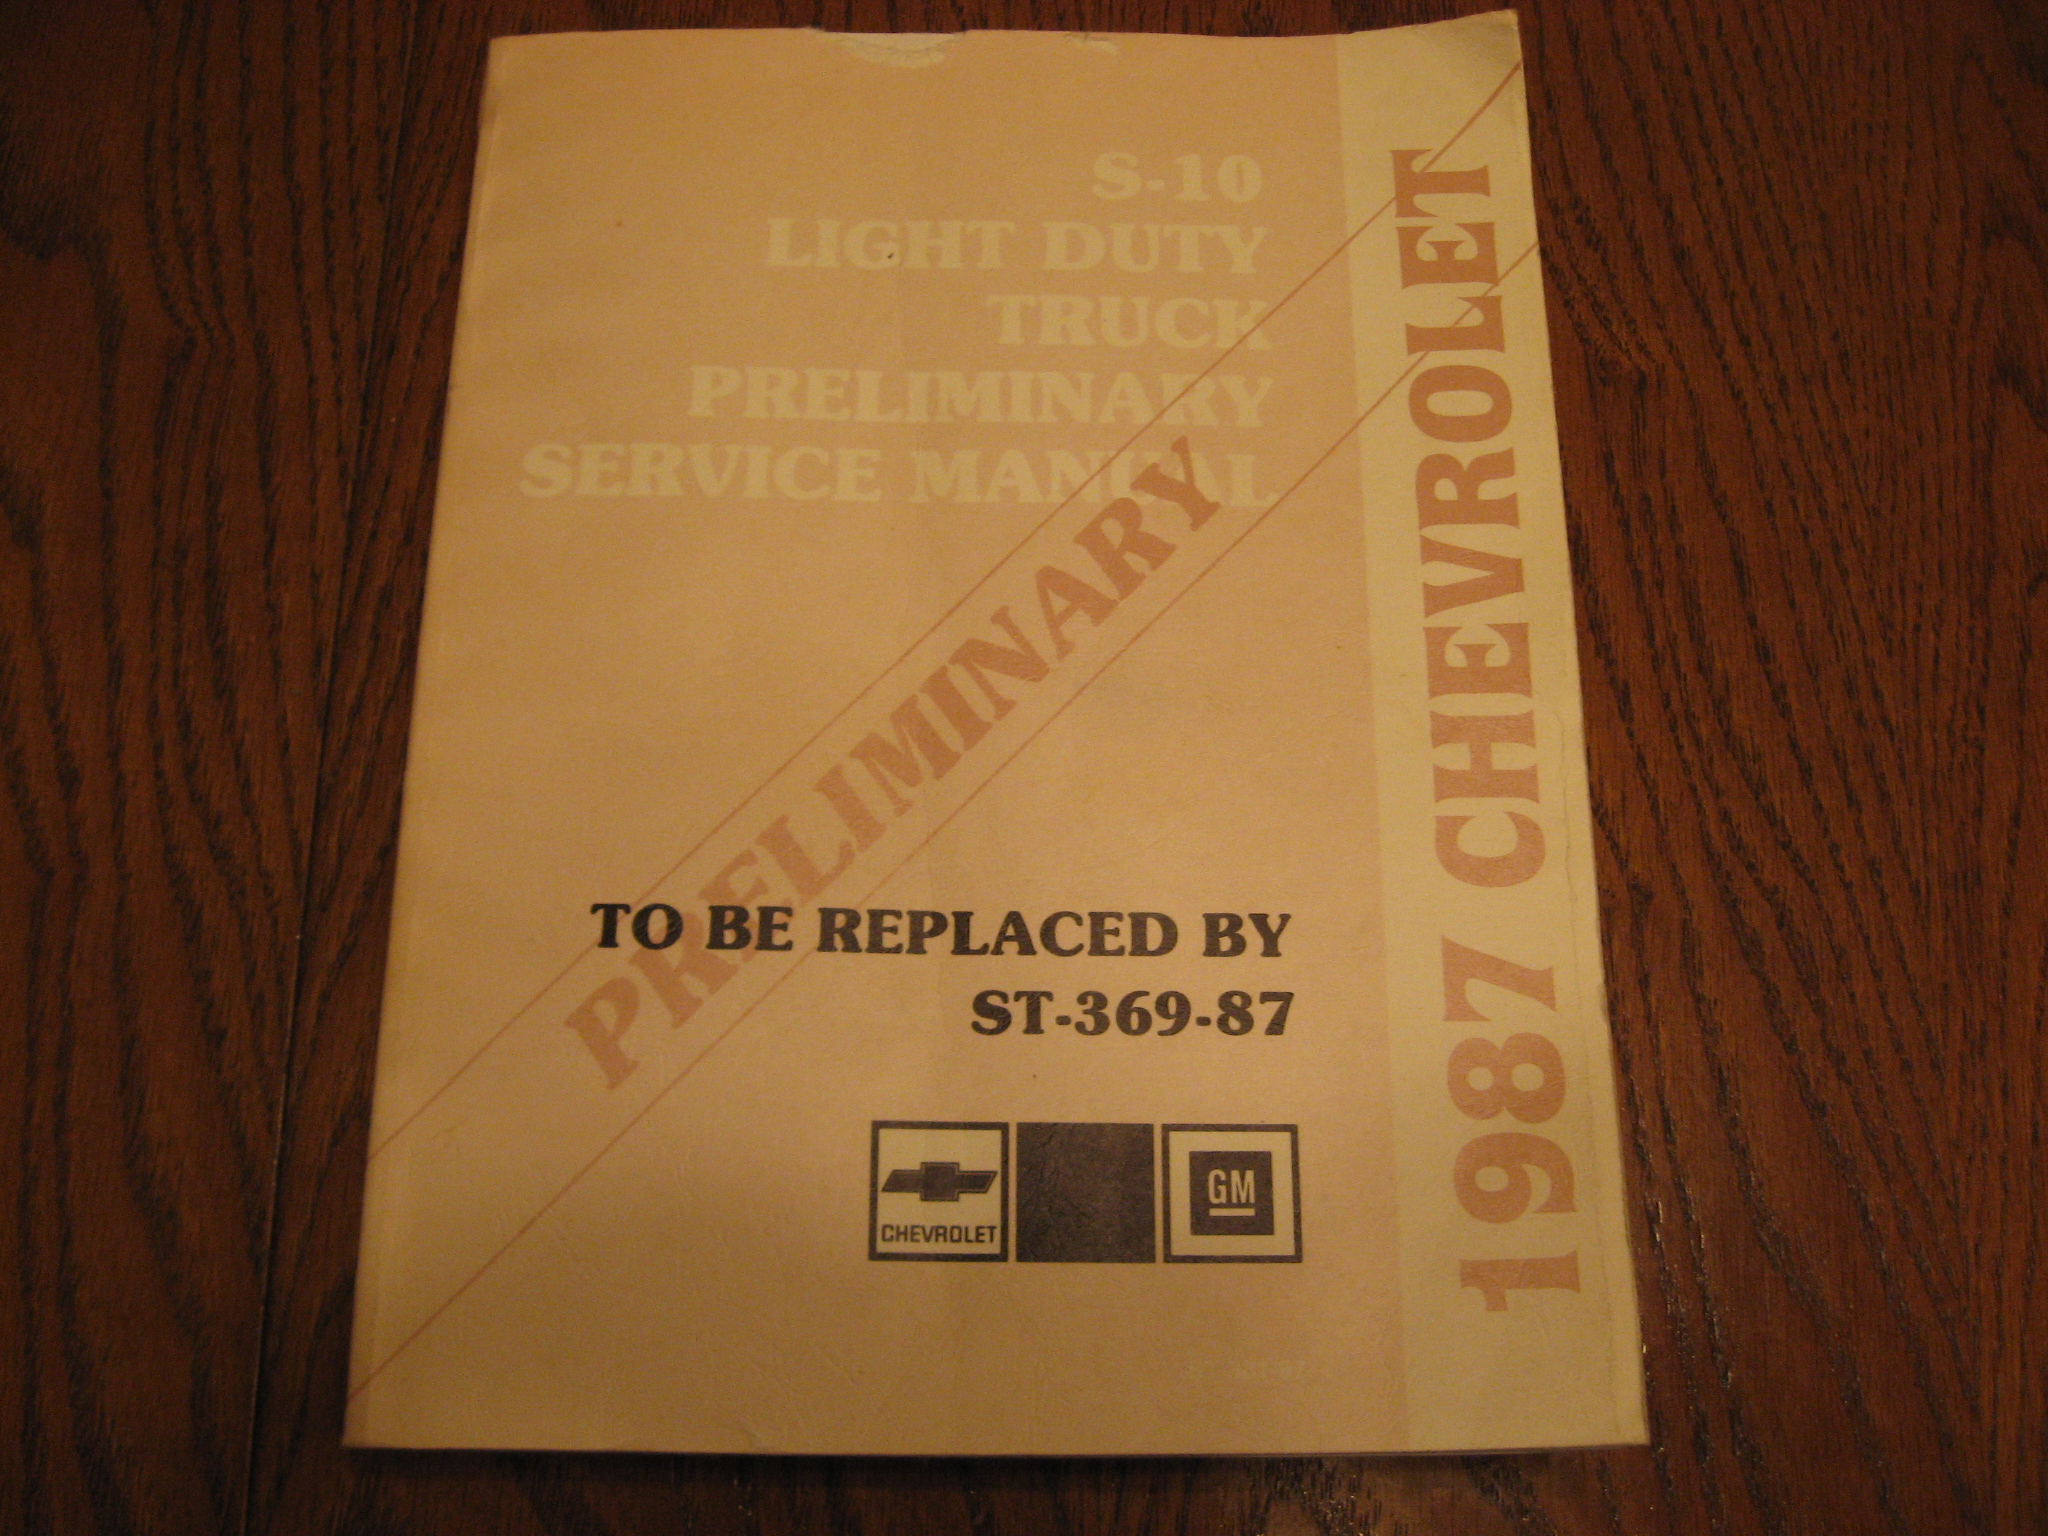 S-10
LIGHT DUTY
TRUCK
PRELIMINARY
SERVICE MANUAL
PRELIMINARY
TO BE REPLACED BY
ST-369-87
CHEVROLET
GM
1987 CHEVROLET